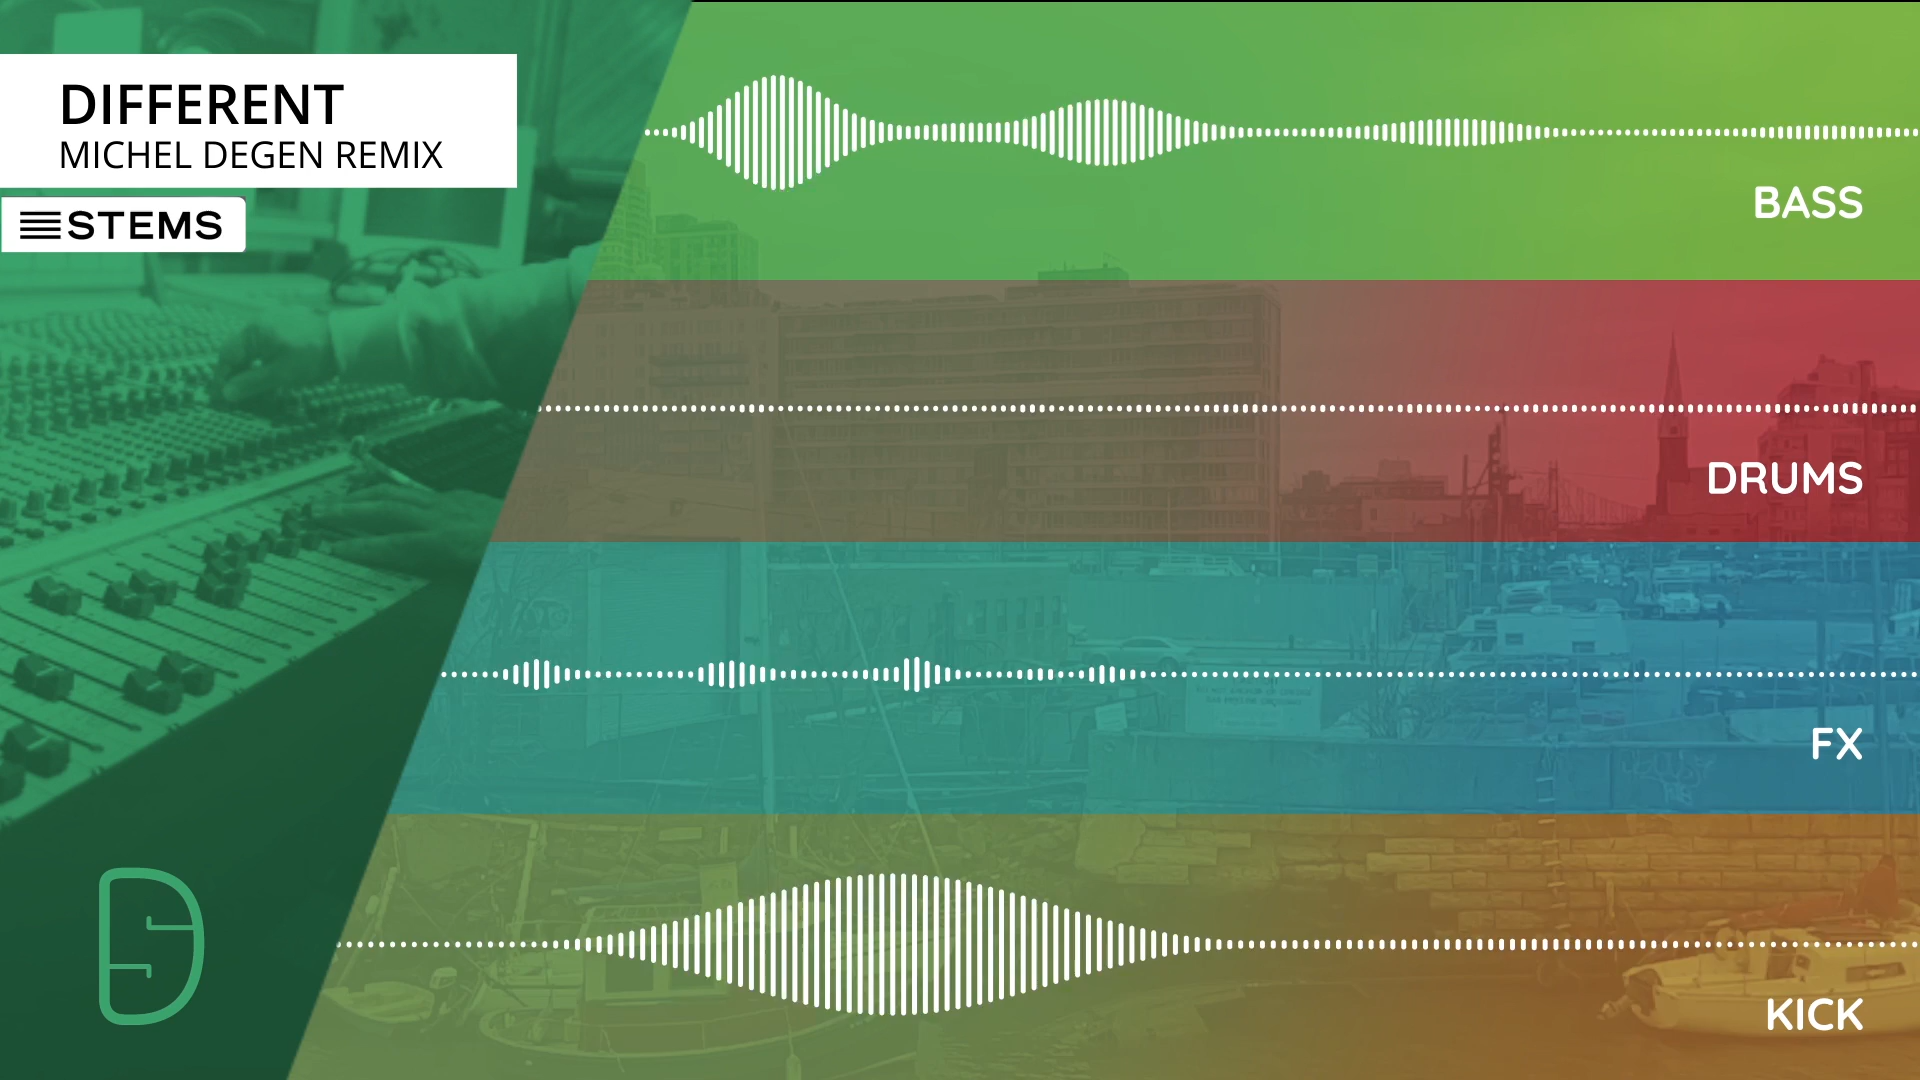 DIFFERENT
MICHEL DEGEN REMIX
STEMS
BASS
DRUMS
FX
KICK